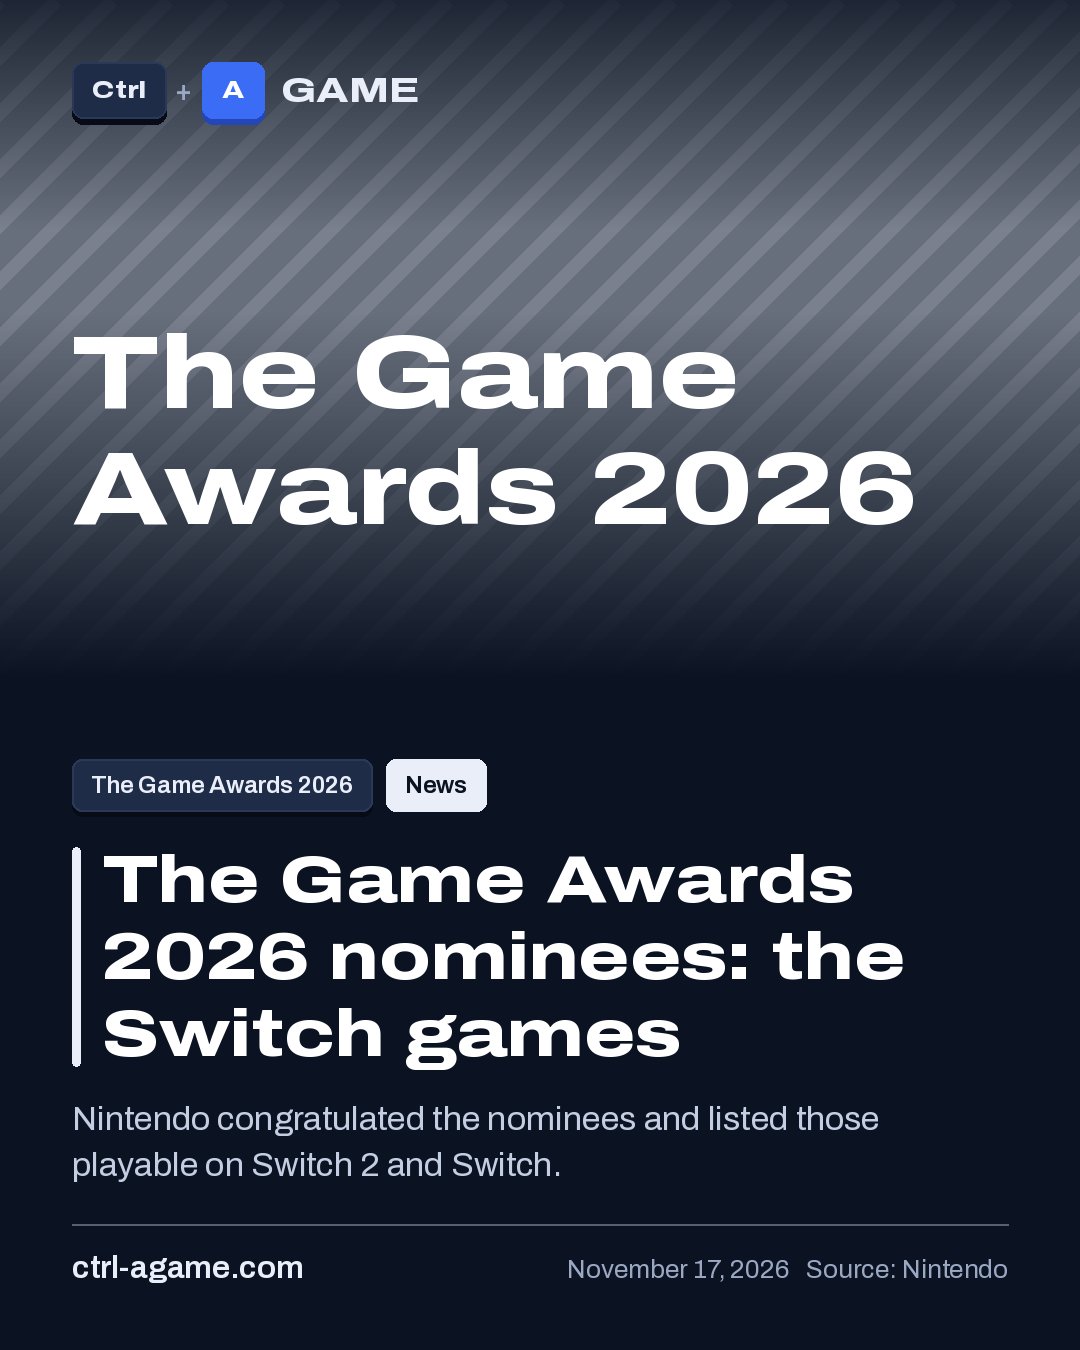 Ctrl + A GAME
The Game
Awards 2026
The Game Awards 2026 News
The Game Awards
2026 nominees: the
Switch games
Nintendo congratulated the nominees and listed those
playable on Switch 2 and Switch.
ctrl-agame.com November 17, 2026 Source: Nintendo